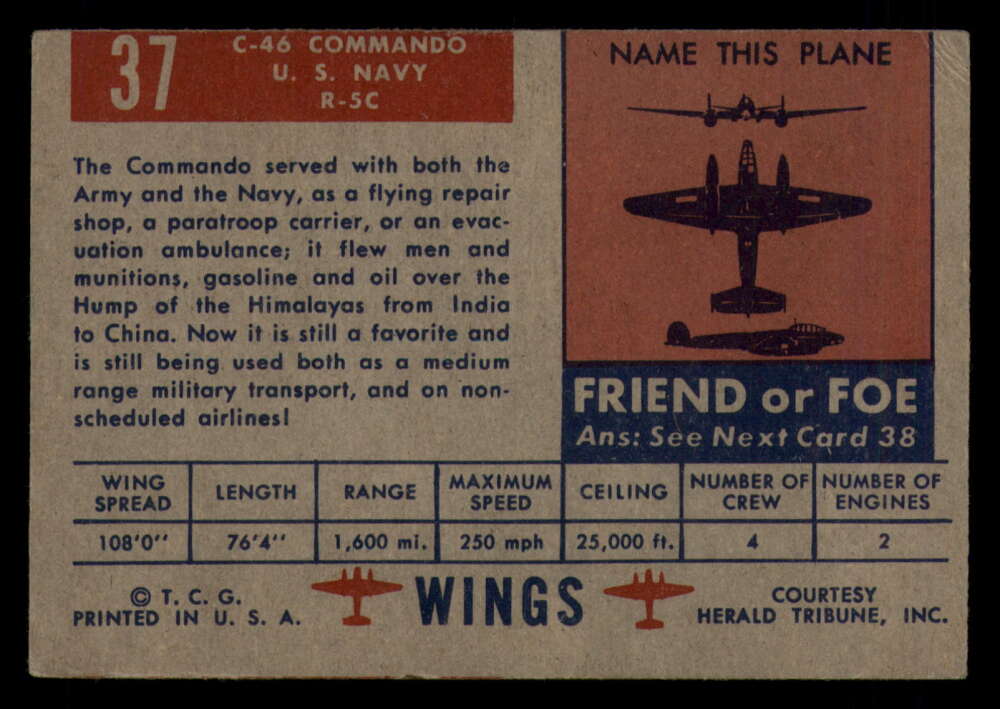 37
C-46 COMMANDO
U. S. NAVY
R-5C
The Commando served with both the
Army and the Navy, as a flying repair
shop, a paratroop carrier, or an evac-
uation ambulance; it flew men and
munitions, gasoline and oil over the
Hump of the Himalayas from India
to China. Now it is still a favorite and
is still being used both as a medium
range military transport, and on non-
scheduled airlines!
NAME THIS PLANE
FRIEND or FOE
Ans: See Next Card 38
WING SPREAD LENGTH RANGE MAXIMUM SPEED CEILING NUMBER OF CREW NUMBER OF ENGINES
108'0'' 76'4'' 1,600 mi. 250 mph 25,000 ft. 4 2
© T. C. G.
PRINTED IN U. S. A.
WINGS
COURTESY
HERALD TRIBUNE, INC.